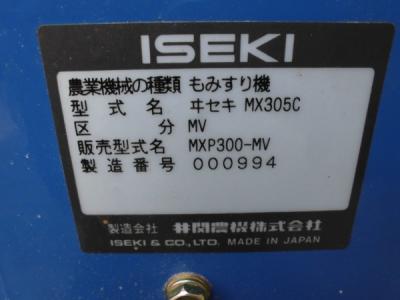 ISEKI
農業機械の種類 もみすり機
型式名 ヰセキ MX305C
区分 MV
販売型式名 MXP300-MV
製造番号 000994
製造会社 井関農機株式会社
ISEKI & CO., LTD. MADE IN JAPAN